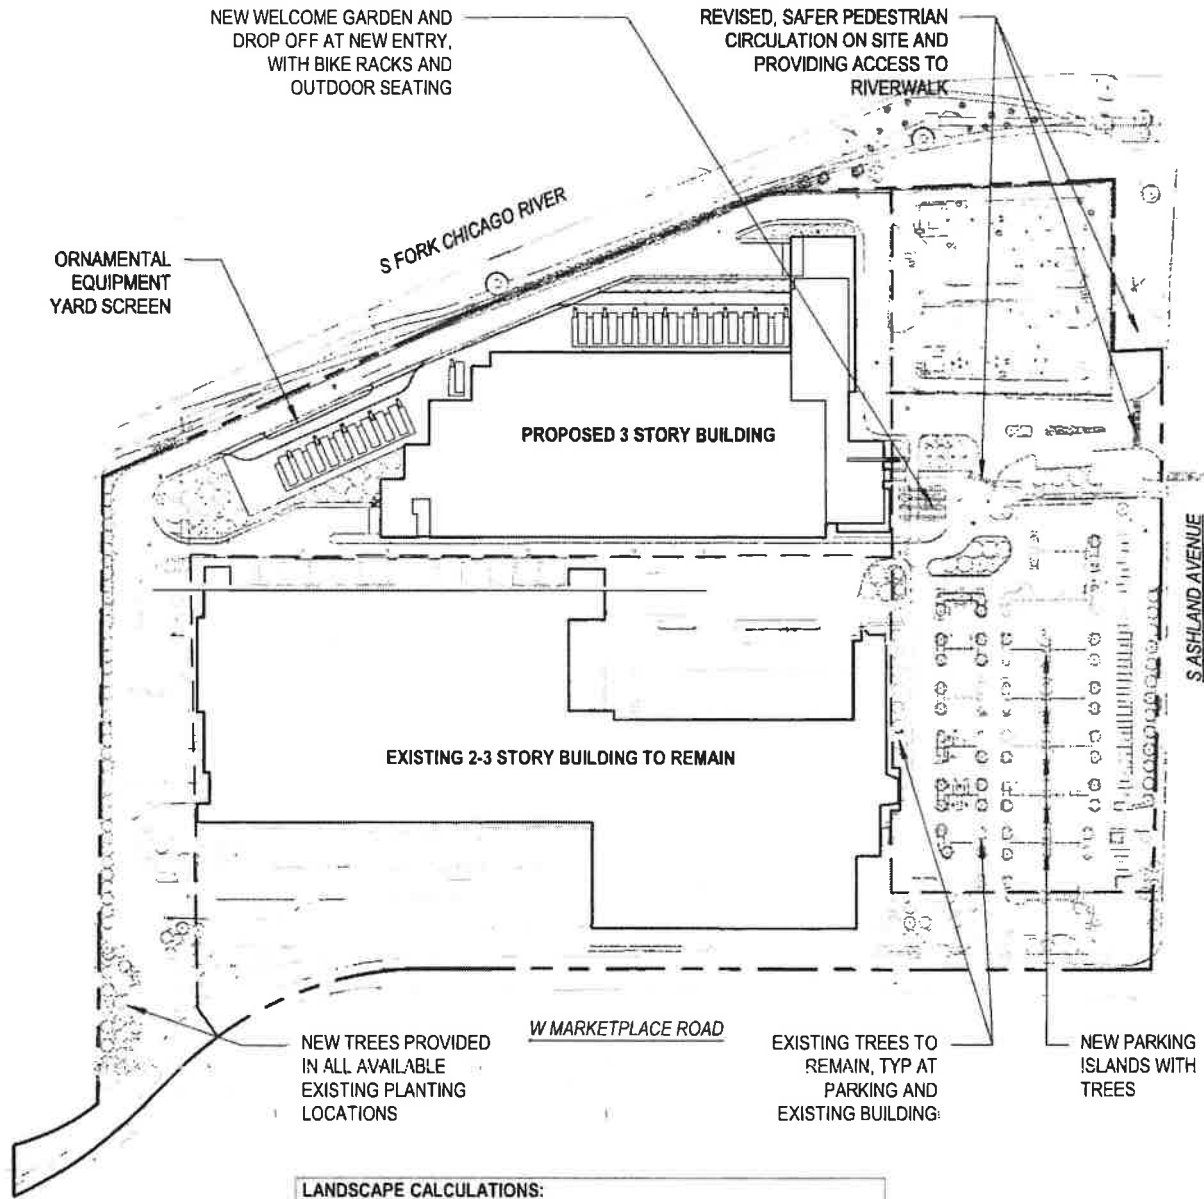 NEW WELCOME GARDEN AND
DROP OFF AT NEW ENTRY,
WITH BIKE RACKS AND
OUTDOOR SEATING
REVISED, SAFER PEDESTRIAN
CIRCULATION ON SITE AND
PROVIDING ACCESS TO
RIVERWALK
S FORK CHICAGO RIVER
ORNAMENTAL
EQUIPMENT
YARD SCREEN
PROPOSED 3 STORY BUILDING
S ASHLAND AVENUE
EXISTING 2-3 STORY BUILDING TO REMAIN
W MARKETPLACE ROAD
NEW TREES PROVIDED
IN ALL AVAILABLE
EXISTING PLANTING
LOCATIONS
EXISTING TREES TO
REMAIN, TYP AT
PARKING AND
EXISTING BUILDING
NEW PARKING
ISLANDS WITH
TREES
LANDSCAPE CALCULATIONS: